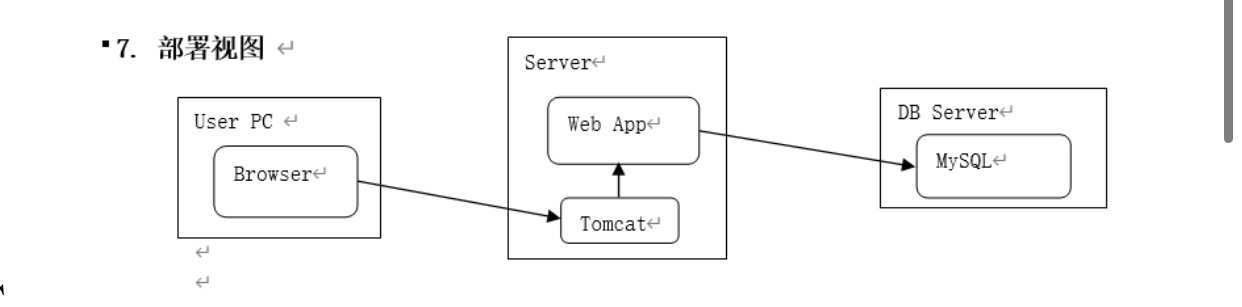 7. 部署视图
User PC
Browser
Server
Web App
Tomcat
DB Server
MySQL